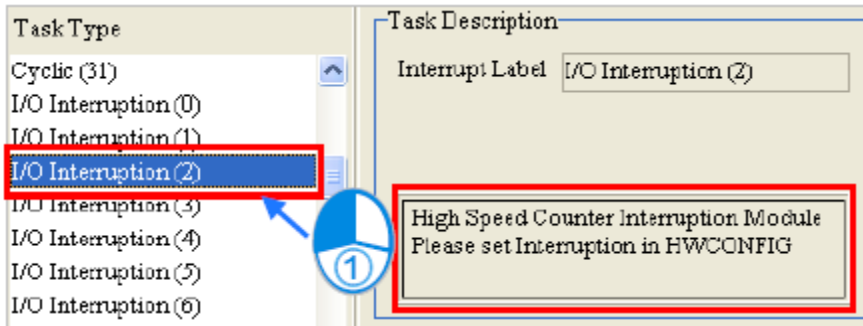 Task Type
Cyclic (31)
I/O Interruption (0)
I/O Interruption (1)
I/O Interruption (2)
I/O Interruption (3)
I/O Interruption (4)
I/O Interruption (5)
I/O Interruption (6)
Task Description
Interrupt Label I/O Interruption (2)
High Speed Counter Interruption Module
Please set Interruption in HWCONFIG
1